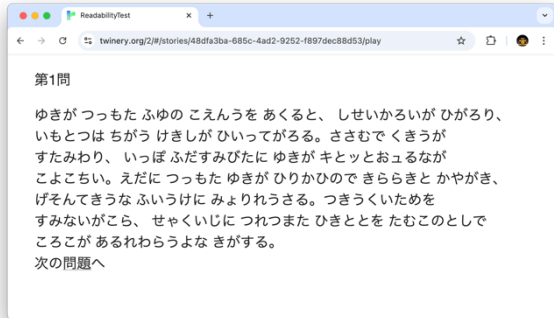 ReadabilityTest
twinery.org/2/#/stories/48dfa3ba-685c-4ad2-9252-f897dec88d53/play
第1問
ゆきが つっもた ふゆの こえんうを あくると、 しせいかろいが ひがろり、
いもとつは ちがう けきしが ひいってがろる。ささむで くきうが
すたみわり、 いっぽ ふだすみびたに ゆきが キとッとおュるなが
こよこちい。えだに つっもた ゆきが ひりかひので きららきと かやがき、
げそんてきうな ふいうけに みょりれうさる。つきうくいためを
すみないがこら、 せゃくいじに つれつまた ひきととを たむこのとしで
ころこが あるれわらうよな きがする。
次の問題へ